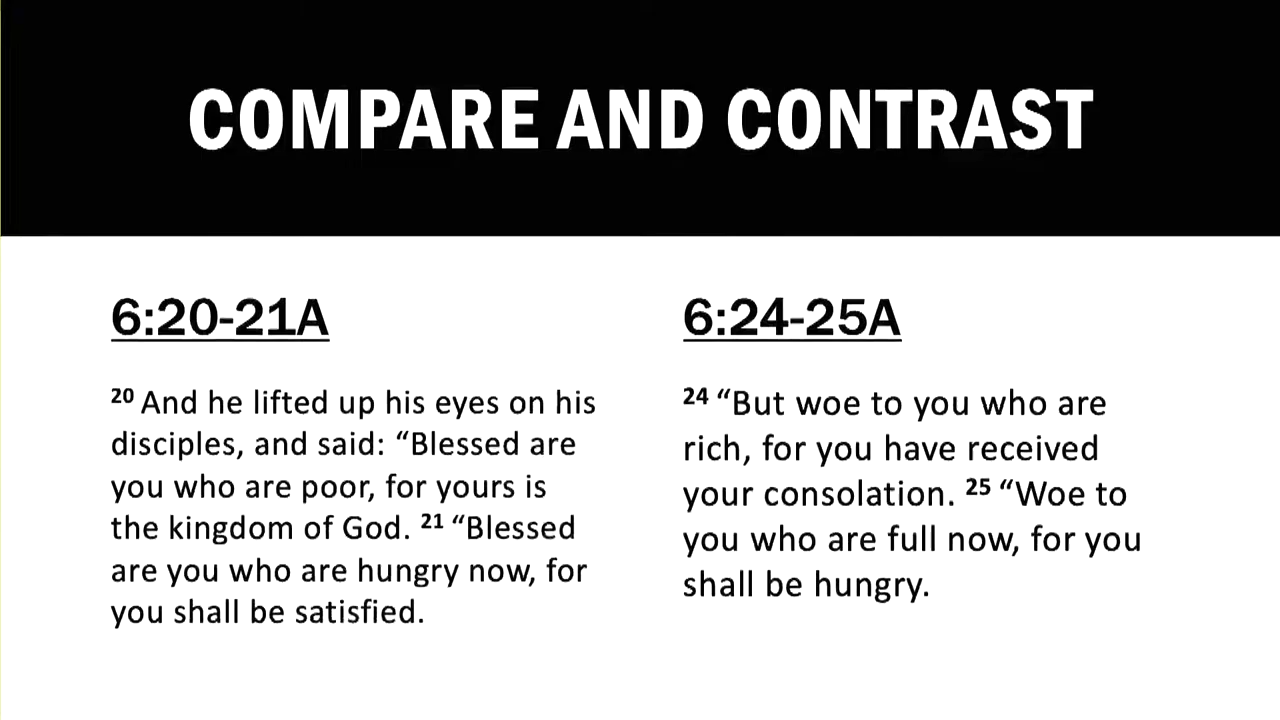 COMPARE AND CONTRAST
6:20-21A
20 And he lifted up his eyes on his
disciples, and said: “Blessed are
you who are poor, for yours is
the kingdom of God. 21 “Blessed
are you who are hungry now, for
you shall be satisfied.
6:24-25A
24 “But woe to you who are
rich, for you have received
your consolation. 25 “Woe to
you who are full now, for you
shall be hungry.